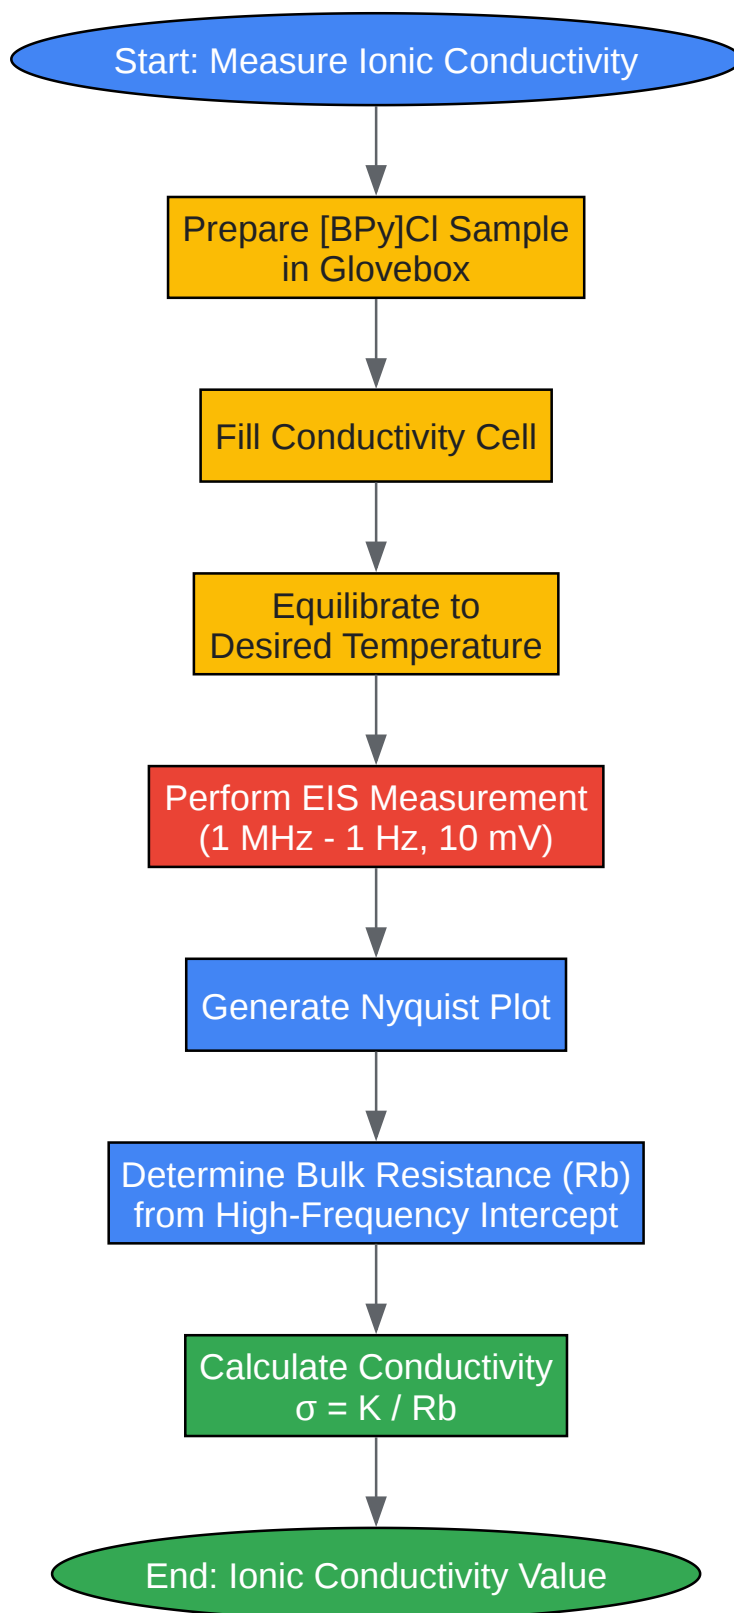 Start: Measure Ionic Conductivity
Prepare [BPy]Cl Sample
in Glovebox
Fill Conductivity Cell
Equilibrate to
Desired Temperature
Perform EIS Measurement
(1 MHz - 1 Hz, 10 mV)
Generate Nyquist Plot
Determine Bulk Resistance (Rb)
from High-Frequency Intercept
Calculate Conductivity
σ = K / Rb
End: Ionic Conductivity Value